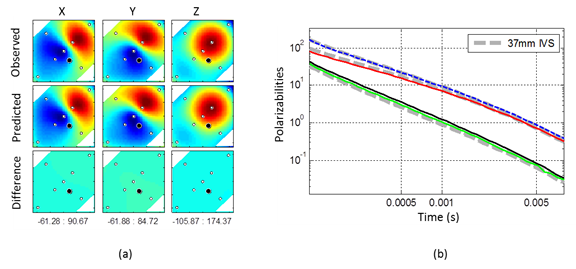 X Y Z
Observed
Predicted
Difference
-61.28 : 90.67 -61.88 : 84.72 -105.87 : 174.37
(a)
Polarizabilities
10^2
10^1
10^0
10^-1
37mm IVS
0.0005 0.001 0.005
Time (s)
(b)